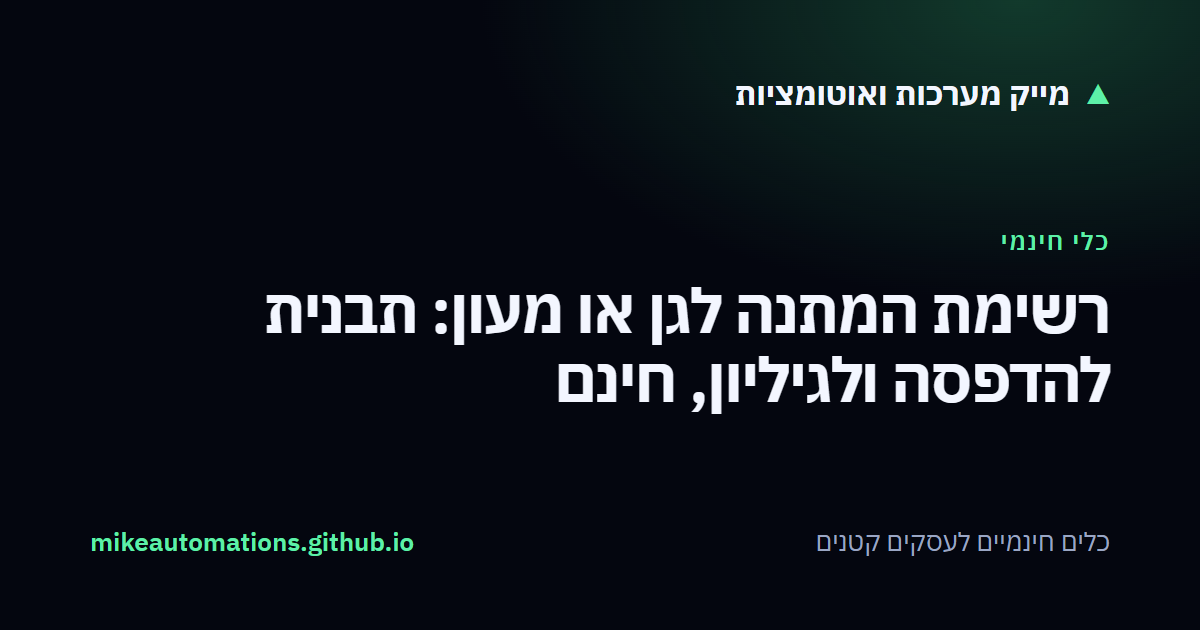 מייק מערכות ואוטומציות
כלי חינמי
רשימת המתנה לגן או מעון: תבנית
להדפסה ולגיליון, חינם
כלים חינמיים לעסקים קטנים
mikeautomations.github.io